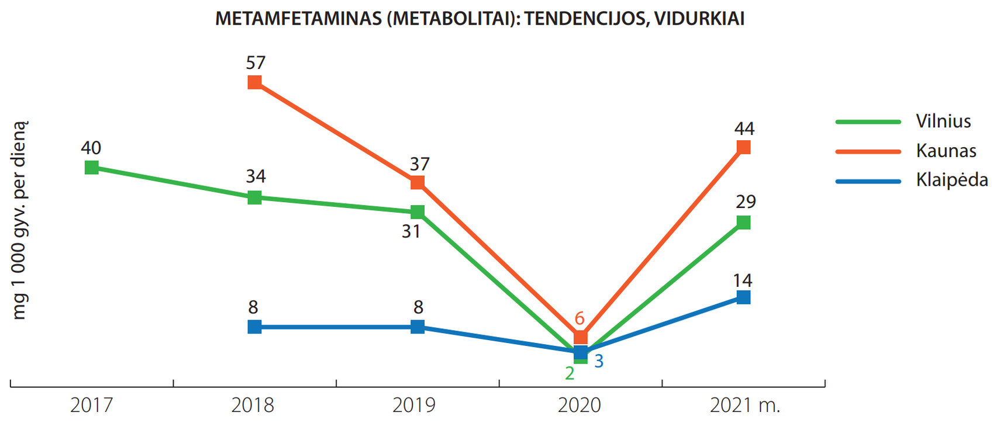 METAMFETAMINAS (METABOLITAI): TENDENCIJOS, VIDURKIAI
mg 1 000 gyv. per dieną
57
44
40
37
34
31
29
8
8
14
6
3
2
Vilnius
Kaunas
Klaipėda
2017 2018 2019 2020 2021 m.